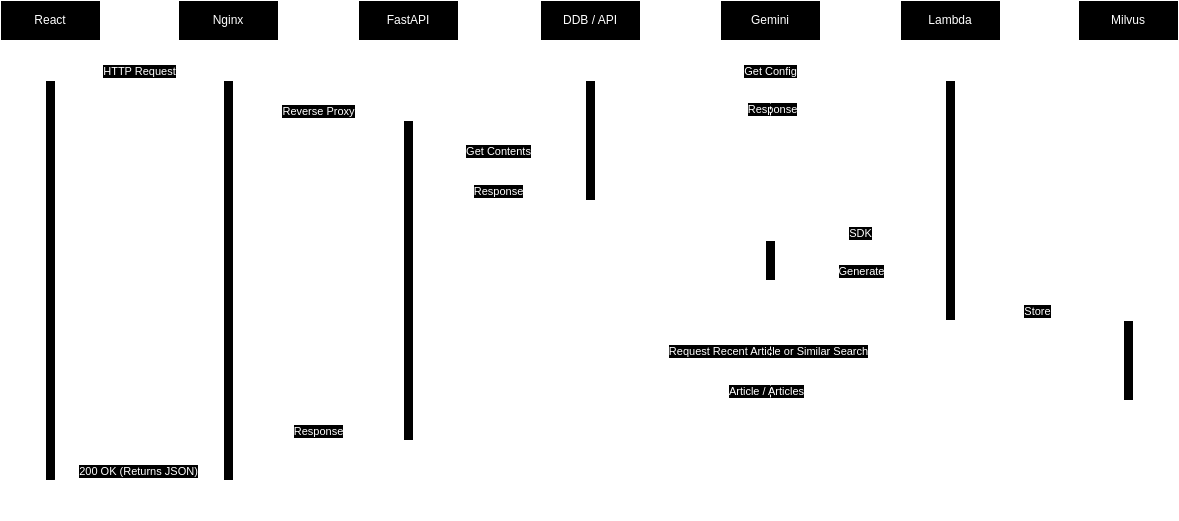 React
Nginx
FastAPI
DDB / API
Gemini
Lambda
Milvus
HTTP Request
Get Config
Response
Reverse Proxy
Get Contents
Response
SDK
Generate
Store
Request Recent Article or Similar Search
Article / Articles
Response
200 OK (Returns JSON)